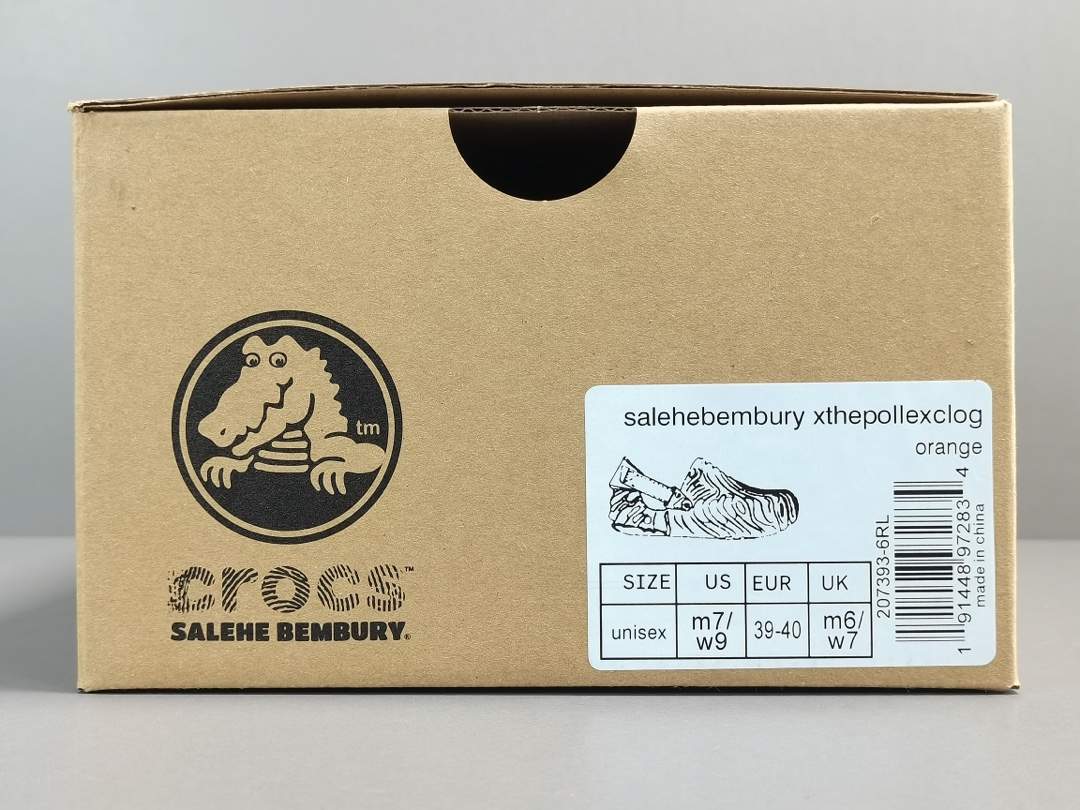 tm
crocs™
SALEHE BEMBURY®
salehebembury xthepollexclog
orange
SIZE US EUR UK
unisex m7/w9 39-40 m6/w7
207393-6RL
1 91448 97283 4
made in china